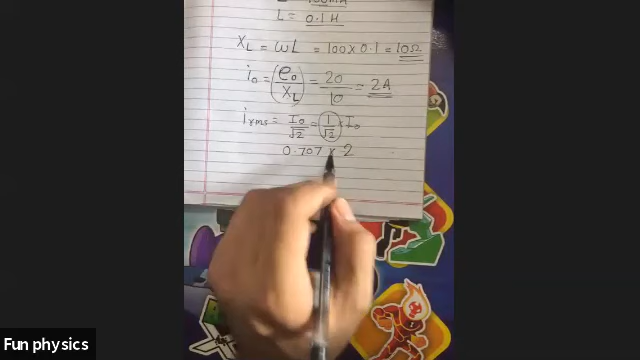 L = 0.1 H
X_L = ωL = 100 × 0.1 = 10Ω
i₀ = (e₀/X_L) = 20/10 = 2A
i_rms = I₀/√2 = 1/√2 × I₀
0.707 × 2
Fun physics